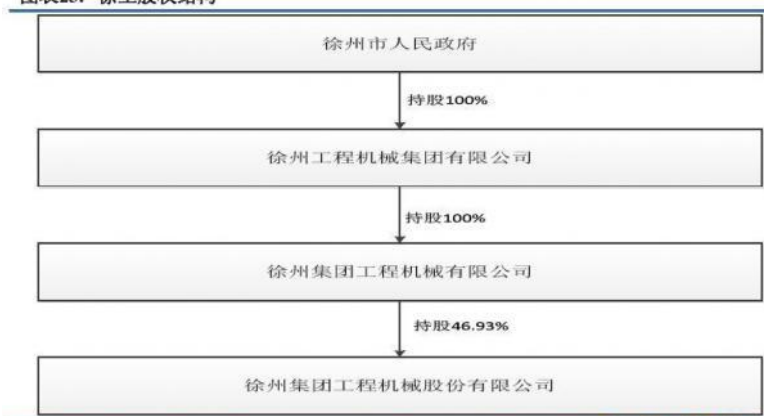 徐州市人民政府
持股100%
徐州工程机械集团有限公司
持股100%
徐州集团工程机械有限公司
持股46.93%
徐州集团工程机械股份有限公司